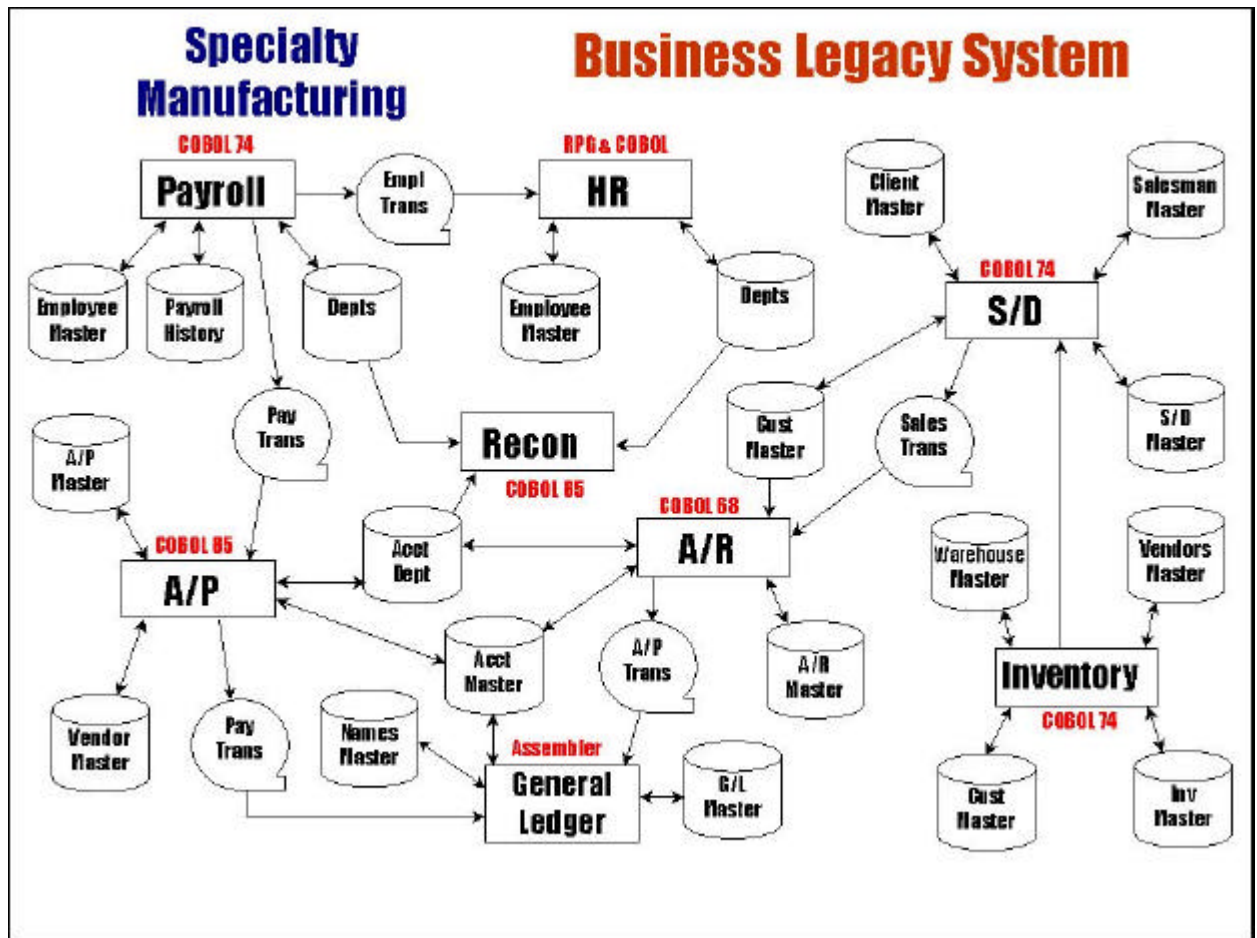 Specialty
Manufacturing
Business Legacy System
COBOL 74
Payroll
Empl
Trans
RPG & COBOL
HR
Client
Master
Salesman
Master
COBOL 74
S/D
Employee
Master
Payroll
History
Depts
Employee
Master
Depts
A/P
Master
Pay
Trans
Recon
COBOL 85
Cust
Master
Sales
Trans
S/D
Master
COBOL 85
A/P
Acct
Dept
COBOL 68
A/R
Warehouse
Master
Vendors
Master
Vendor
Master
Pay
Trans
Names
Master
Acct
Master
A/P
Trans
A/R
Master
Inventory
COBOL 74
Assembler
General
Ledger
G/L
Master
Cust
Master
Inv
Master